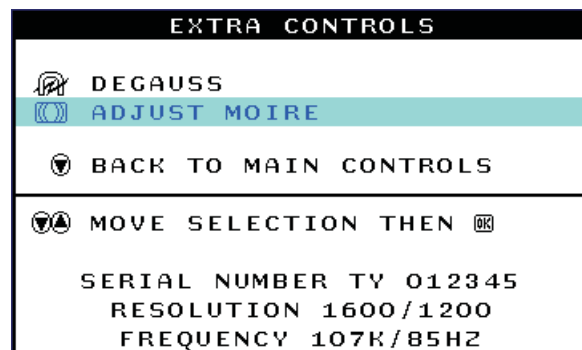 EXTRA CONTROLS
DEGAUSS
ADJUST MOIRE
BACK TO MAIN CONTROLS
MOVE SELECTION THEN OK
SERIAL NUMBER TY 012345
RESOLUTION 1600/1200
FREQUENCY 107K/85HZ